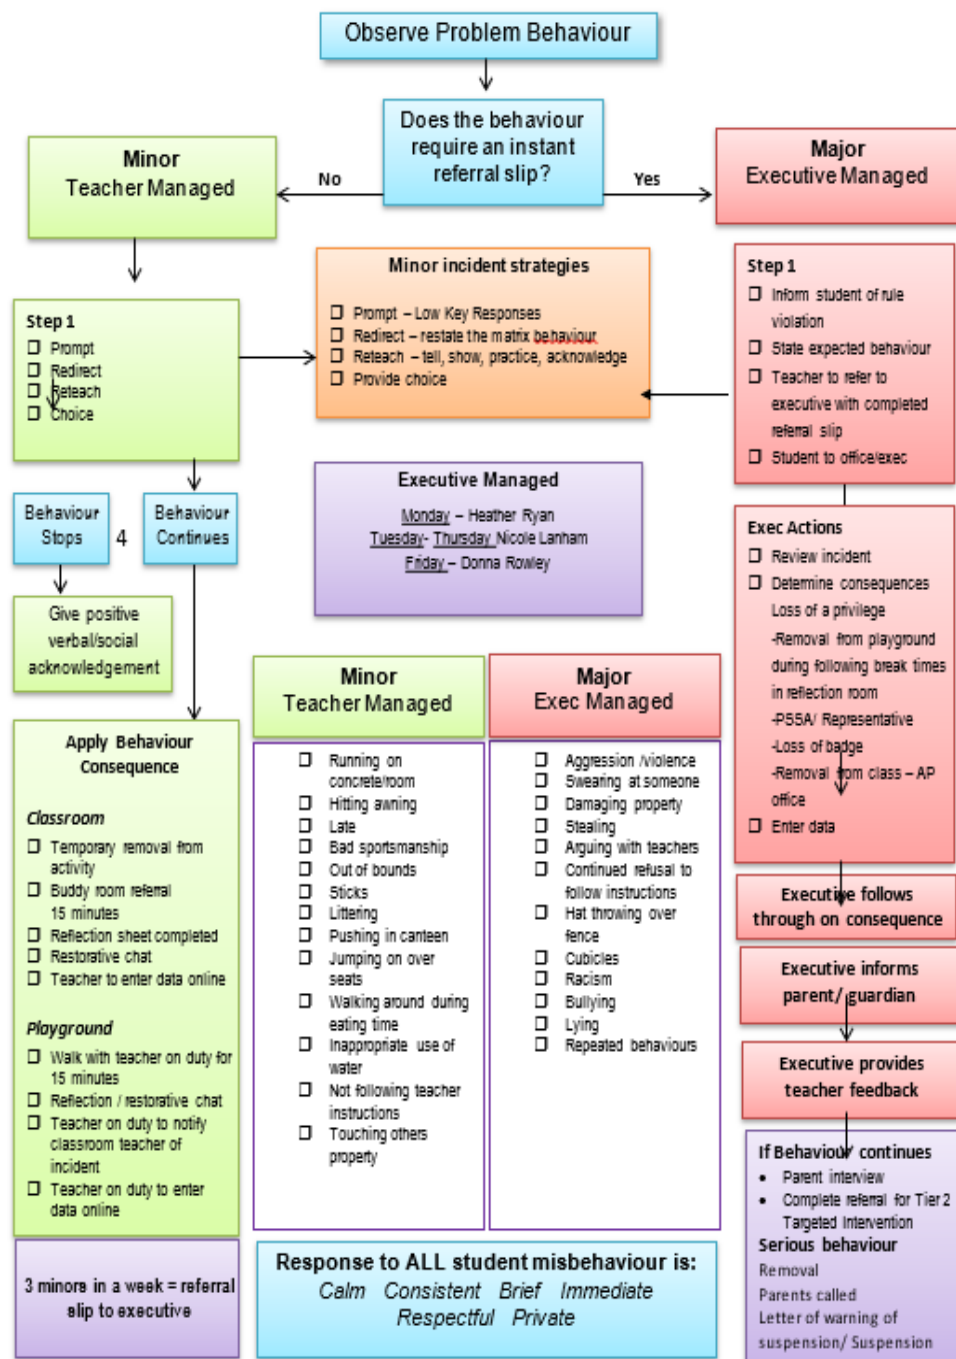 Observe Problem Behaviour
Does the behaviour
require an instant
referral slip?
No
Yes
Minor
Teacher Managed
Major
Executive Managed
Step 1
Prompt
Redirect
Reteach
Choice
Minor incident strategies
Prompt – Low Key Responses
Redirect – restate the matrix behaviour
Reteach – tell, show, practice, acknowledge
Provide choice
Step 1
Inform student of rule
violation
State expected behaviour
Teacher to refer to
executive with completed
referral slip
Student to office/exec
Executive Managed
Monday – Heather Ryan
Tuesday- Thursday Nicole Lanham
Friday – Donna Rowley
Behaviour
Stops
4
Behaviour
Continues
Give positive
verbal/social
acknowledgement
Exec Actions
Review incident
Determine consequences
Loss of a privilege
-Removal from playground
during following break times
in reflection room
-PSSA/ Representative
-Loss of badge
-Removal from class – AP
office
Enter data
Apply Behaviour
Consequence
Classroom
Temporary removal from
activity
Buddy room referral
15 minutes
Reflection sheet completed
Restorative chat
Teacher to enter data online
Playground
Walk with teacher on duty for
15 minutes
Reflection / restorative chat
Teacher on duty to notify
classroom teacher of
incident
Teacher on duty to enter
data online
3 minors in a week = referral
slip to executive
Minor
Teacher Managed
Running on
concrete/room
Hitting awning
Late
Bad sportsmanship
Out of bounds
Sticks
Littering
Pushing in canteen
Jumping on over
seats
Walking around during
eating time
Inappropriate use of
water
Not following teacher
instructions
Touching others
property
Major
Exec Managed
Aggression /violence
Swearing at someone
Damaging property
Stealing
Arguing with teachers
Continued refusal to
follow instructions
Hat throwing over
fence
Cubicles
Racism
Bullying
Lying
Repeated behaviours
Executive follows
through on consequence
Executive informs
parent/ guardian
Executive provides
teacher feedback
If Behaviour continues
Parent interview
Complete referral for Tier 2
Targeted Intervention
Serious behaviour
Removal
Parents called
Letter of warning of
suspension/ Suspension
Response to ALL student misbehaviour is:
Calm Consistent Brief Immediate
Respectful Private